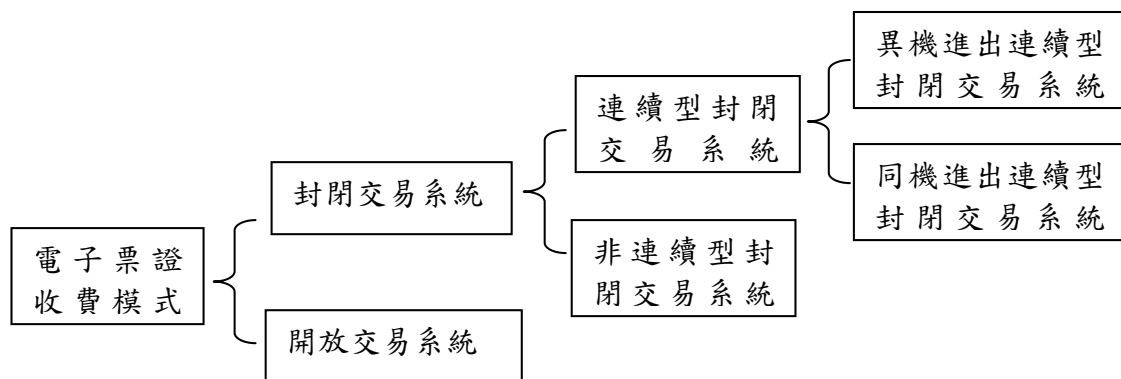 異機進出連續型
封閉交易系統
連續型封閉
交易系統
同機進出連續型
封閉交易系統
封閉交易系統
非連續型封
閉交易系統
電子票證
收費模式
開放交易系統